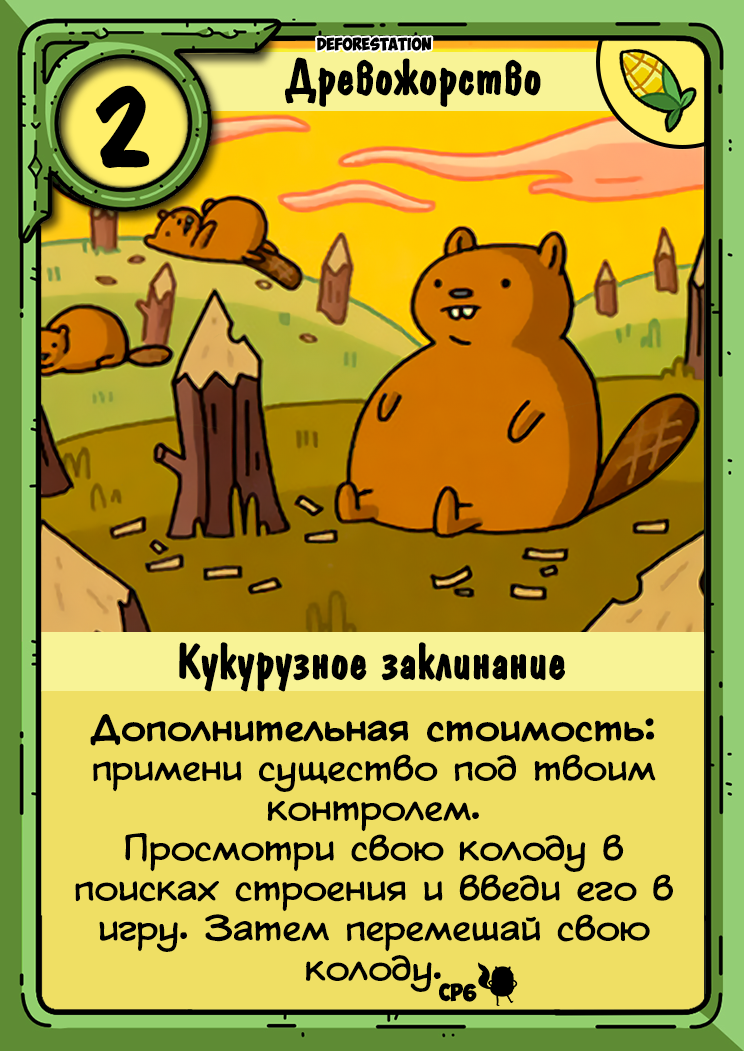 DEFORESTATION
Древожорство
2
Кукурузное заклинание
Дополнительная стоимость:
примени существо под твоим
контролем.
Просмотри свою колоду в
поисках строения и введи его в
игру. Затем перемешай свою
колоду.
СР6